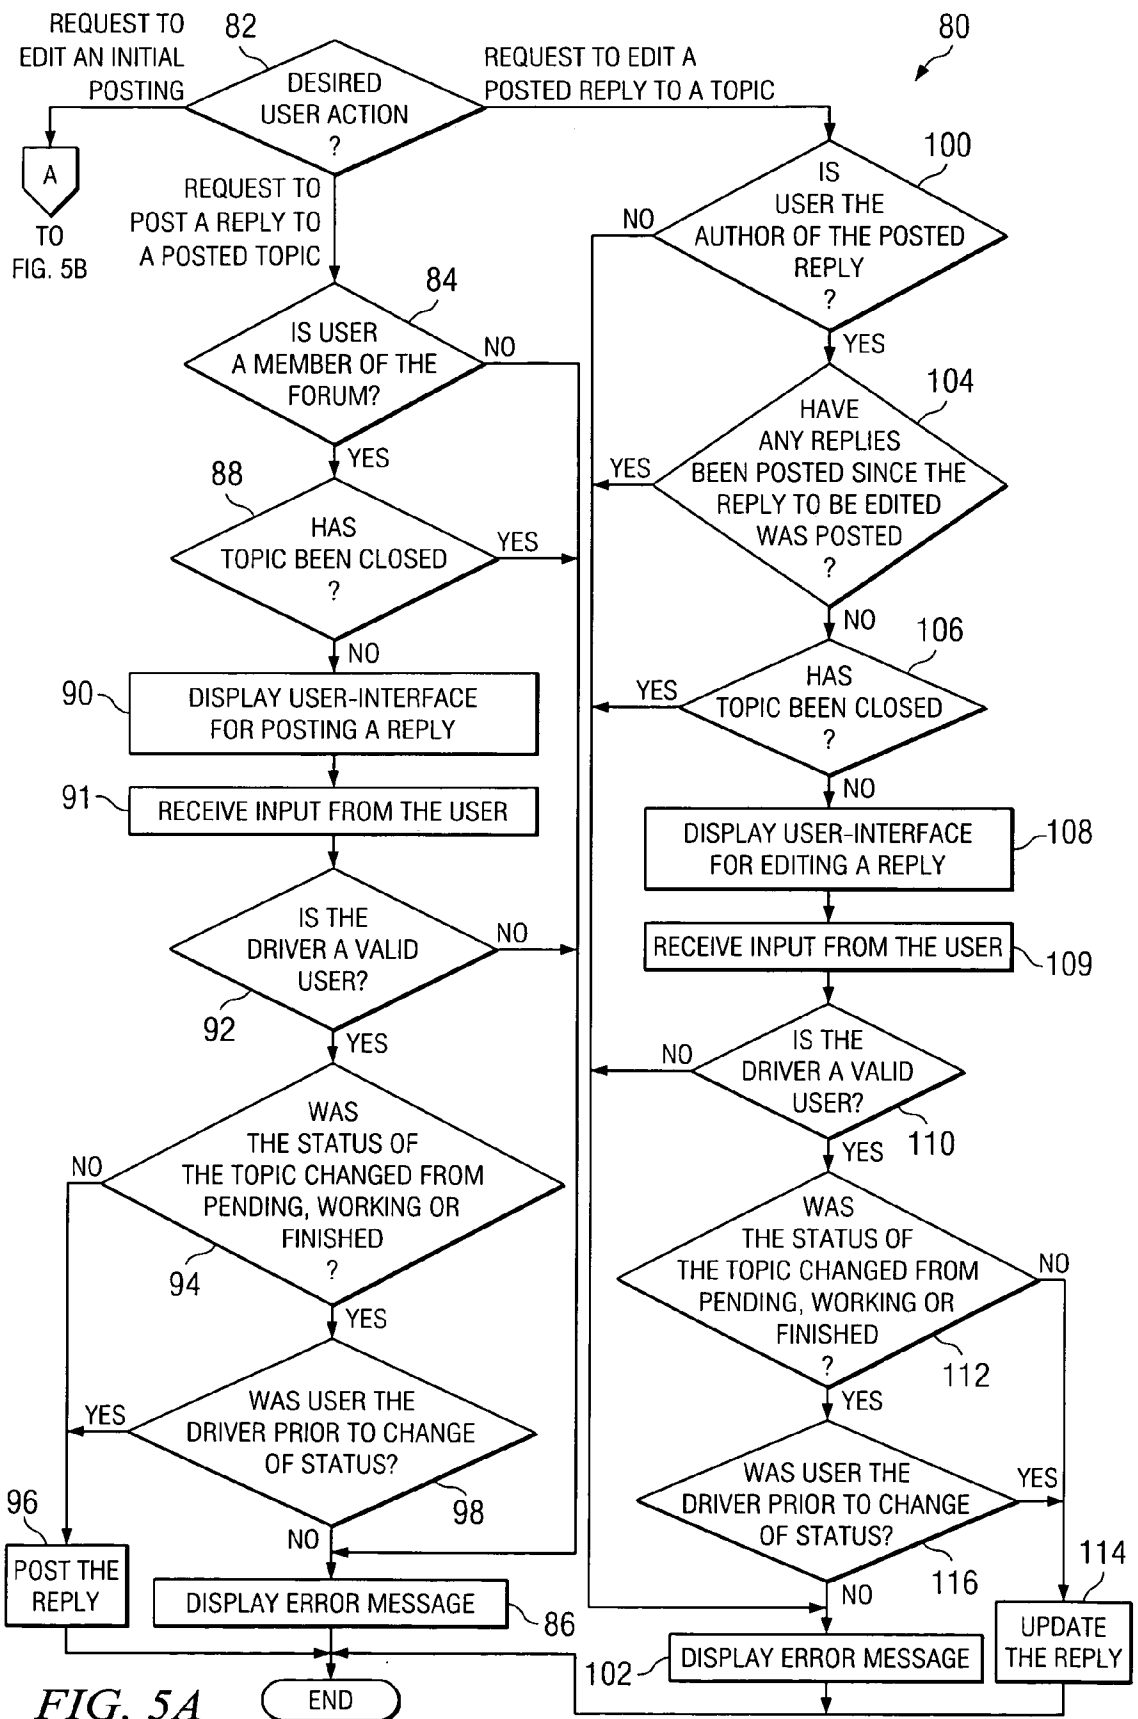 REQUEST TO
EDIT AN INITIAL
POSTING
82
DESIRED
USER ACTION
?
REQUEST TO EDIT A
POSTED REPLY TO A TOPIC
80
A
TO
FIG. 5B
REQUEST TO
POST A REPLY TO
A POSTED TOPIC
84
IS USER
A MEMBER OF THE
FORUM?
NO
YES
88
HAS
TOPIC BEEN CLOSED
?
YES
NO
90
DISPLAY USER-INTERFACE
FOR POSTING A REPLY
91
RECEIVE INPUT FROM THE USER
IS THE
DRIVER A VALID
USER?
NO
92
YES
WAS
THE STATUS OF
THE TOPIC CHANGED FROM
PENDING, WORKING OR
FINISHED
?
NO
94
YES
WAS USER THE
DRIVER PRIOR TO CHANGE
OF STATUS?
YES
98
NO
96
POST THE
REPLY
DISPLAY ERROR MESSAGE
86
END
100
IS
USER THE
AUTHOR OF THE POSTED
REPLY
?
NO
YES
104
HAVE
ANY REPLIES
BEEN POSTED SINCE THE
REPLY TO BE EDITED
WAS POSTED
?
YES
NO
106
HAS
TOPIC BEEN CLOSED
?
YES
NO
DISPLAY USER-INTERFACE
FOR EDITING A REPLY
108
RECEIVE INPUT FROM THE USER
109
IS THE
DRIVER A VALID
USER?
NO
110
YES
WAS
THE STATUS OF
THE TOPIC CHANGED FROM
PENDING, WORKING OR
FINISHED
?
NO
112
YES
WAS USER THE
DRIVER PRIOR TO CHANGE
OF STATUS?
YES
116
NO
114
UPDATE
THE REPLY
102
DISPLAY ERROR MESSAGE
FIG. 5A